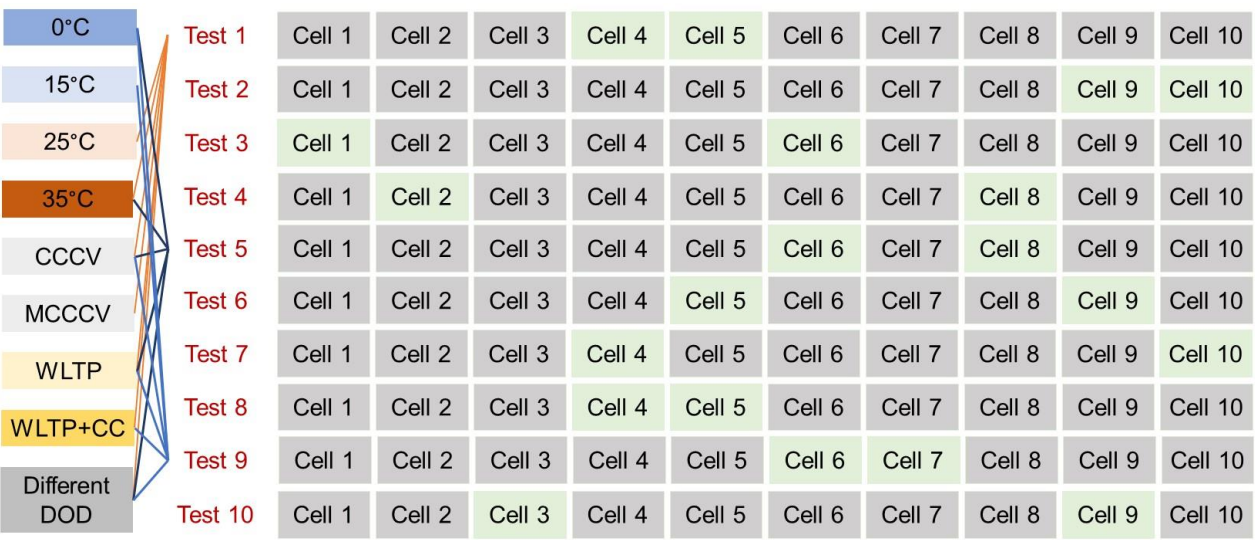 0°C
Test 1 Cell 1 Cell 2 Cell 3 Cell 4 Cell 5 Cell 6 Cell 7 Cell 8 Cell 9 Cell 10
15°C
Test 2 Cell 1 Cell 2 Cell 3 Cell 4 Cell 5 Cell 6 Cell 7 Cell 8 Cell 9 Cell 10
25°C
Test 3 Cell 1 Cell 2 Cell 3 Cell 4 Cell 5 Cell 6 Cell 7 Cell 8 Cell 9 Cell 10
35°C
Test 4 Cell 1 Cell 2 Cell 3 Cell 4 Cell 5 Cell 6 Cell 7 Cell 8 Cell 9 Cell 10
CCCV
Test 5 Cell 1 Cell 2 Cell 3 Cell 4 Cell 5 Cell 6 Cell 7 Cell 8 Cell 9 Cell 10
MCCCV
Test 6 Cell 1 Cell 2 Cell 3 Cell 4 Cell 5 Cell 6 Cell 7 Cell 8 Cell 9 Cell 10
WLTP
Test 7 Cell 1 Cell 2 Cell 3 Cell 4 Cell 5 Cell 6 Cell 7 Cell 8 Cell 9 Cell 10
WLTP+CC
Test 8 Cell 1 Cell 2 Cell 3 Cell 4 Cell 5 Cell 6 Cell 7 Cell 8 Cell 9 Cell 10
Different
DOD
Test 9 Cell 1 Cell 2 Cell 3 Cell 4 Cell 5 Cell 6 Cell 7 Cell 8 Cell 9 Cell 10
Test 10 Cell 1 Cell 2 Cell 3 Cell 4 Cell 5 Cell 6 Cell 7 Cell 8 Cell 9 Cell 10